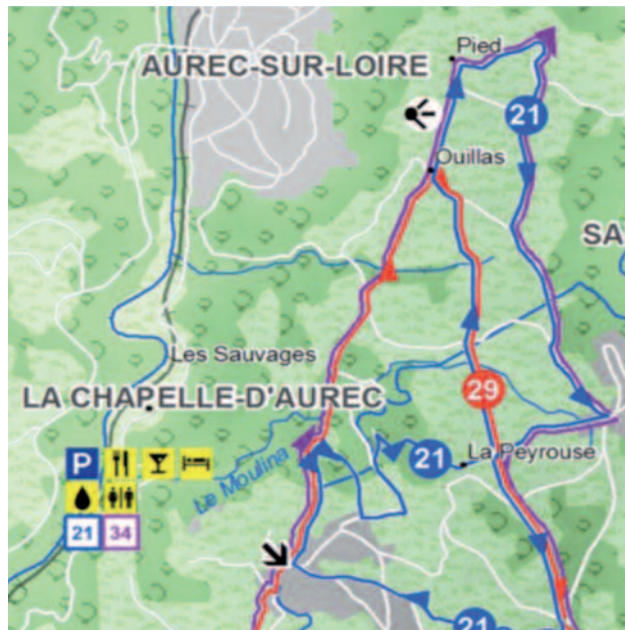 Pied
AUREC-SUR-LOIRE
21
Ouillas
SA
Les Sauvages
29
LA CHAPELLE-D'AUREC
21
La Peyrouse
P
Le Moulina
21 34
21